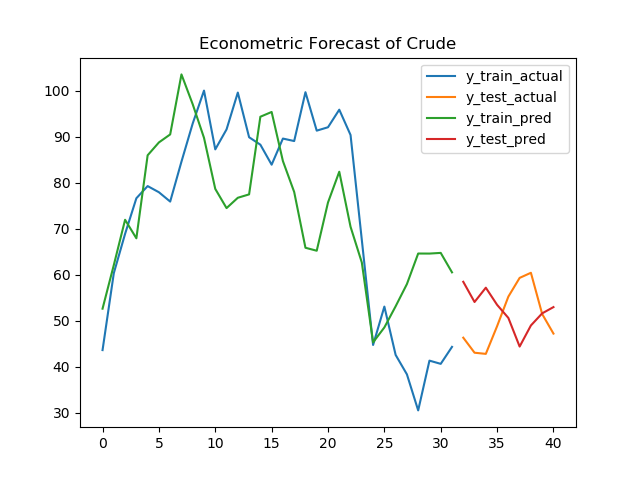 Econometric Forecast of Crude
y_train_actual
y_test_actual
y_train_pred
y_test_pred
100
90
80
70
60
50
40
30
0 5 10 15 20 25 30 35 40